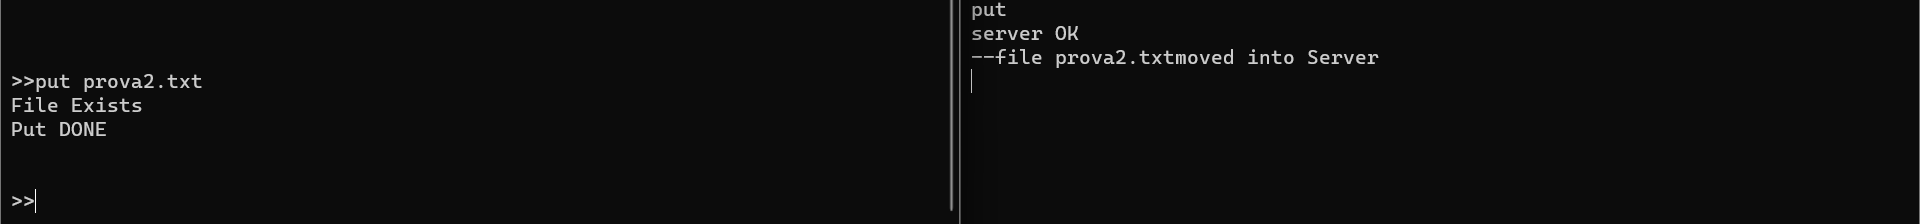 >>put prova2.txt
File Exists
Put DONE
>>
put
server OK
--file prova2.txtmoved into Server